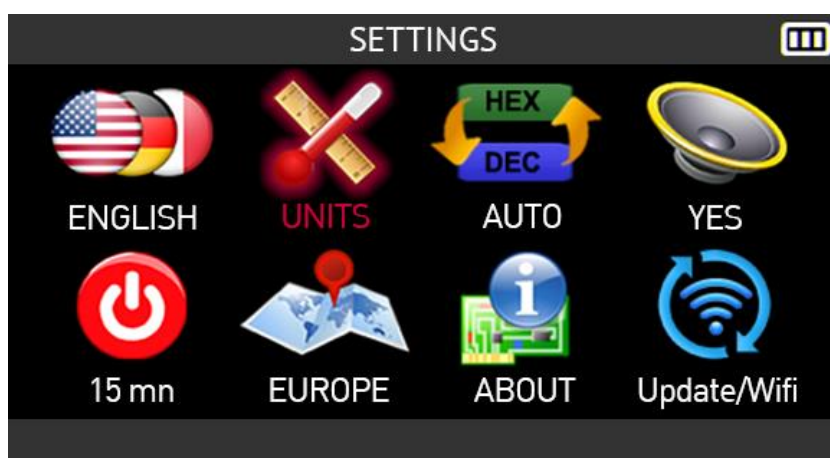 SETTINGS
HEX
DEC
ENGLISH UNITS AUTO YES
i
15 mn EUROPE ABOUT Update/Wifi